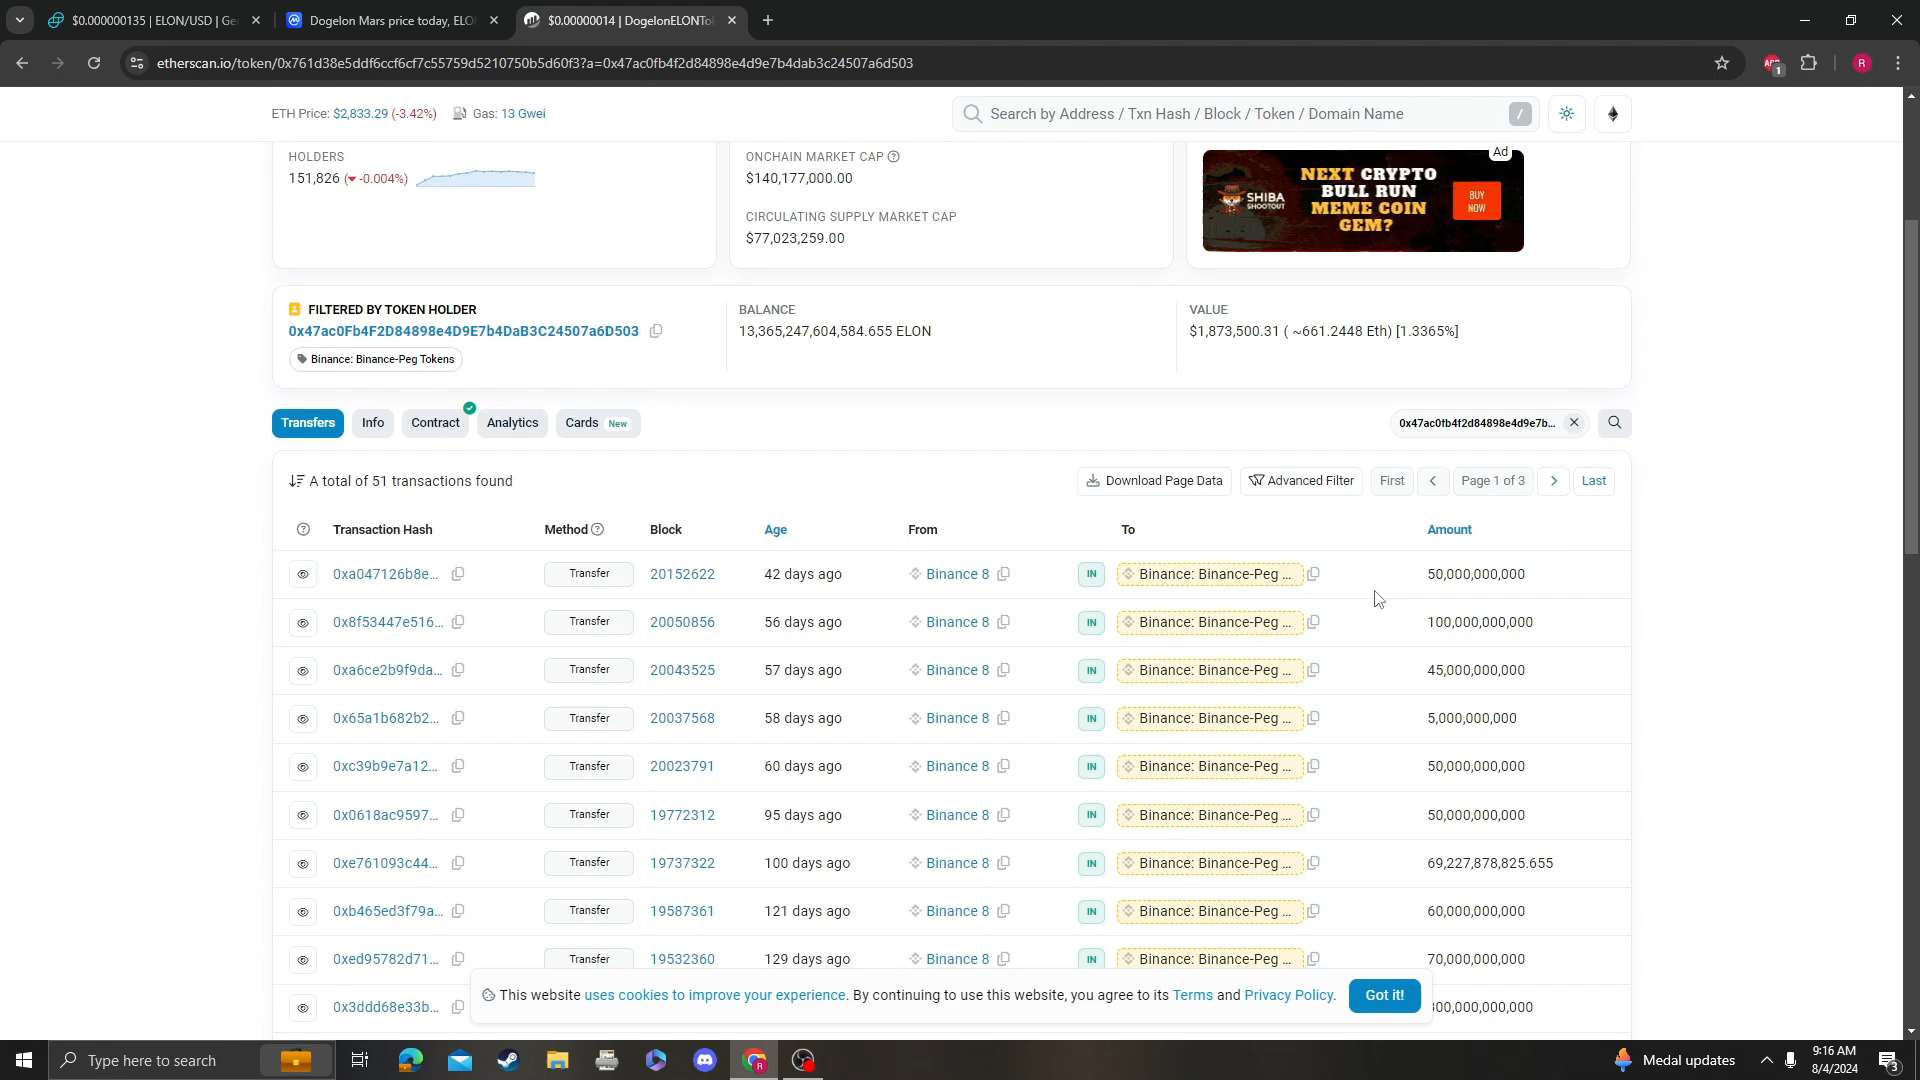 $0.000000135 | ELON/USD | Ge
Dogelon Mars price today, ELO
$0.00000014 | DogelonELONTo
etherscan.io/token/0x761d38e5ddf6ccf6cf7c55759d5210750b5d60f3?a=0x47ac0fb4f2d84898e4d9e7b4dab3c24507a6d503
1
R
ETH Price: $2,833.29 (-3.42%) Gas: 13 Gwei
Search by Address / Txn Hash / Block / Token / Domain Name /
HOLDERS
151,826 (-0.004%)
ONCHAIN MARKET CAP
$140,177,000.00
CIRCULATING SUPPLY MARKET CAP
$77,023,259.00
Ad
SHIBA SHOOTOUT
NEXT CRYPTO
BULL RUN
MEME COIN
GEM?
BUY NOW
FILTERED BY TOKEN HOLDER
0x47ac0Fb4F2D84898e4D9E7b4DaB3C24507a6D503
Binance: Binance-Peg Tokens
BALANCE
13,365,247,604,584.655 ELON
VALUE
$1,873,500.31 ( ~661.2448 Eth) [1.3365%]
Transfers Info Contract Analytics Cards New
0x47ac0fb4f2d84898e4d9e7b...
A total of 51 transactions found
Download Page Data Advanced Filter First Page 1 of 3 Last
Transaction Hash Method Block Age From To Amount
0xa047126b8e... Transfer 20152622 42 days ago Binance 8 IN Binance: Binance-Peg ... 50,000,000,000
0x8f53447e516... Transfer 20050856 56 days ago Binance 8 IN Binance: Binance-Peg ... 100,000,000,000
0xa6ce2b9f9da... Transfer 20043525 57 days ago Binance 8 IN Binance: Binance-Peg ... 45,000,000,000
0x65a1b682b2... Transfer 20037568 58 days ago Binance 8 IN Binance: Binance-Peg ... 5,000,000,000
0xc39b9e7a12... Transfer 20023791 60 days ago Binance 8 IN Binance: Binance-Peg ... 50,000,000,000
0x0618ac9597... Transfer 19772312 95 days ago Binance 8 IN Binance: Binance-Peg ... 50,000,000,000
0xe761093c44... Transfer 19737322 100 days ago Binance 8 IN Binance: Binance-Peg ... 69,227,878,825.655
0xb465ed3f79a... Transfer 19587361 121 days ago Binance 8 IN Binance: Binance-Peg ... 60,000,000,000
0xed95782d71... Transfer 19532360 129 days ago Binance 8 IN Binance: Binance-Peg ... 70,000,000,000
0x3ddd68e33b... 00,000,000,000
This website uses cookies to improve your experience. By continuing to use this website, you agree to its Terms and Privacy Policy. Got it!
Type here to search
Medal updates
9:16 AM
8/4/2024
3